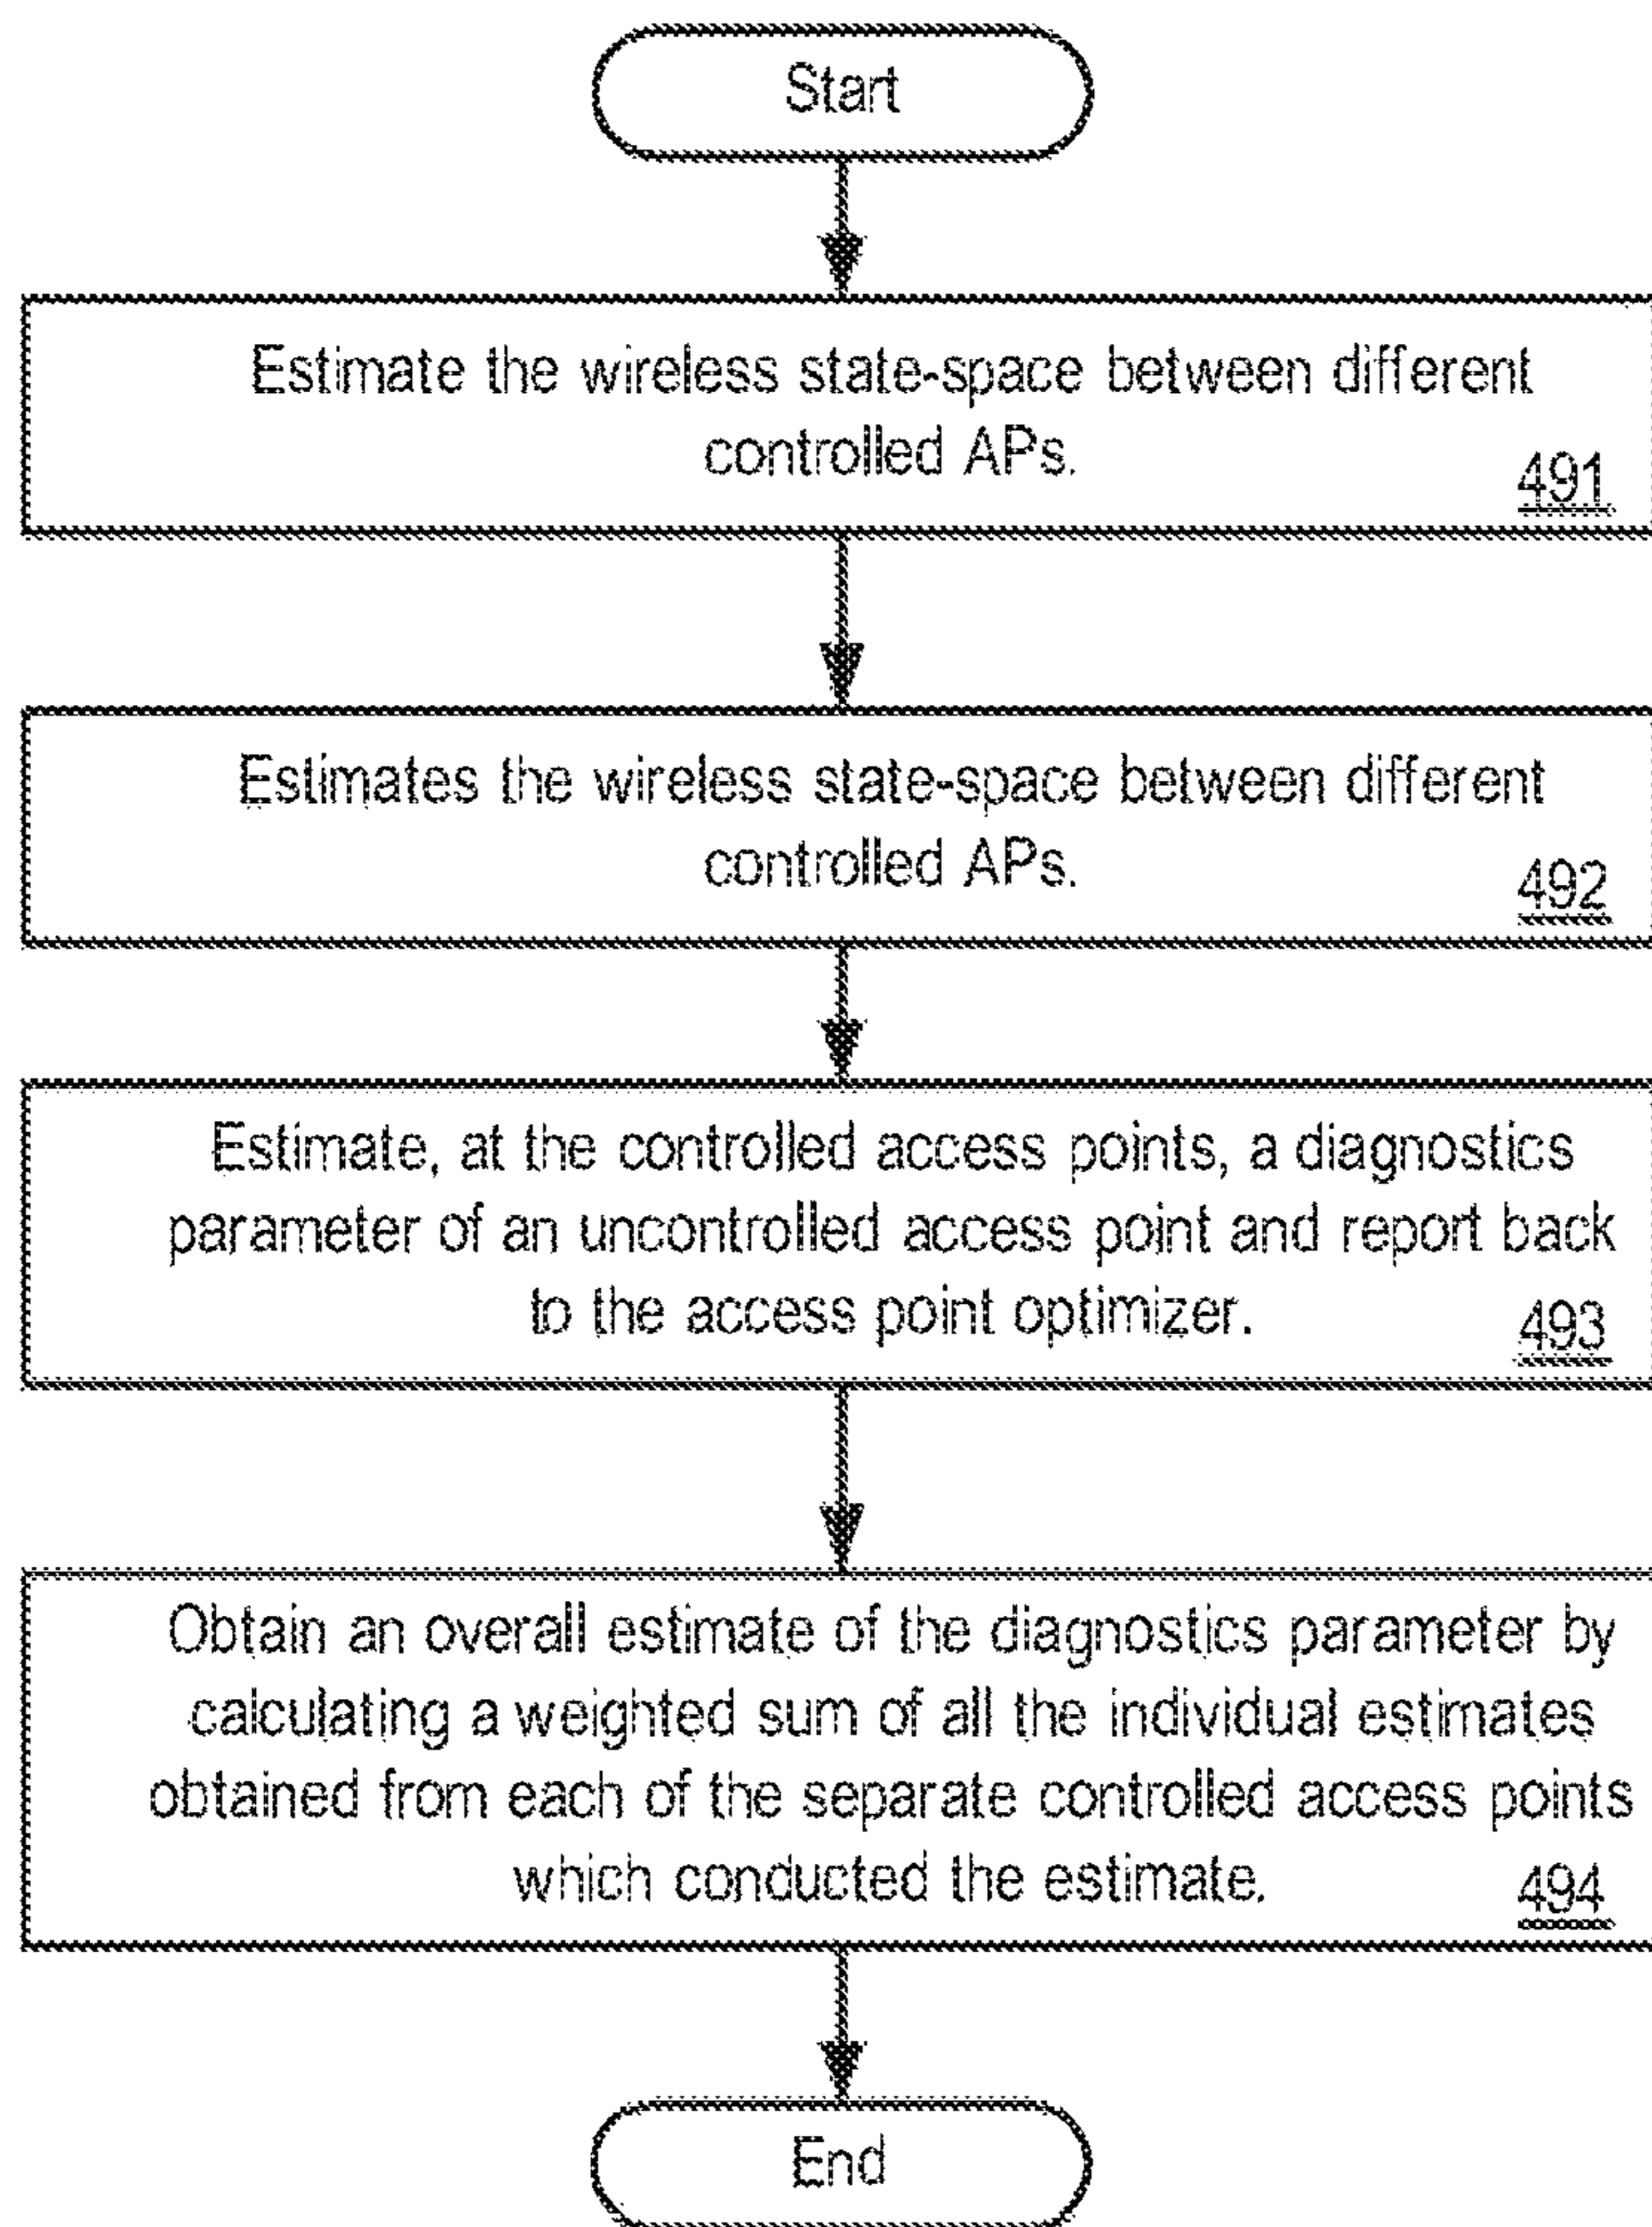 Start
Estimate the wireless state-space between different
controlled APs.
491
Estimates the wireless state-space between different
controlled APs.
492
Estimate, at the controlled access points, a diagnostics
parameter of an uncontrolled access point and report back
to the access point optimizer.
493
Obtain an overall estimate of the diagnostics parameter by
calculating a weighted sum of all the individual estimates
obtained from each of the separate controlled access points
which conducted the estimate.
494
End